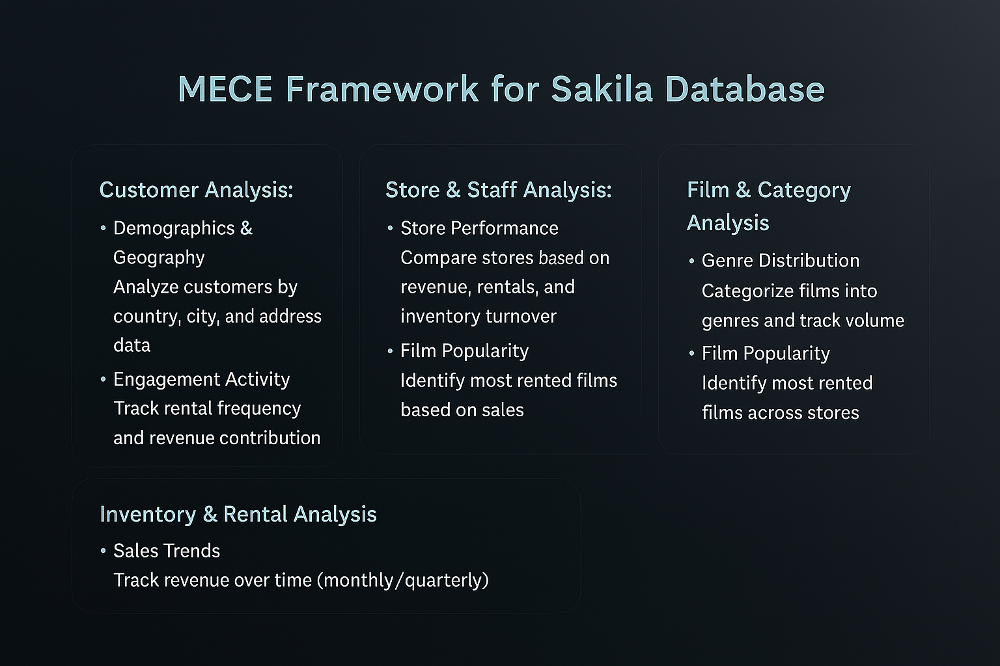 MECE Framework for Sakila Database
Customer Analysis:
• Demographics &
Geography
Analyze customers by
country, city, and address
data
• Engagement Activity
Track rental frequency
and revenue contribution
Store & Staff Analysis:
• Store Performance
Compare stores based on
revenue, rentals, and
inventory turnover
• Film Popularity
Identify most rented films
based on sales
Film & Category
Analysis
• Genre Distribution
Categorize films into
genres and track volume
• Film Popularity
Identify most rented
films across stores
Inventory & Rental Analysis
• Sales Trends
Track revenue over time (monthly/quarterly)